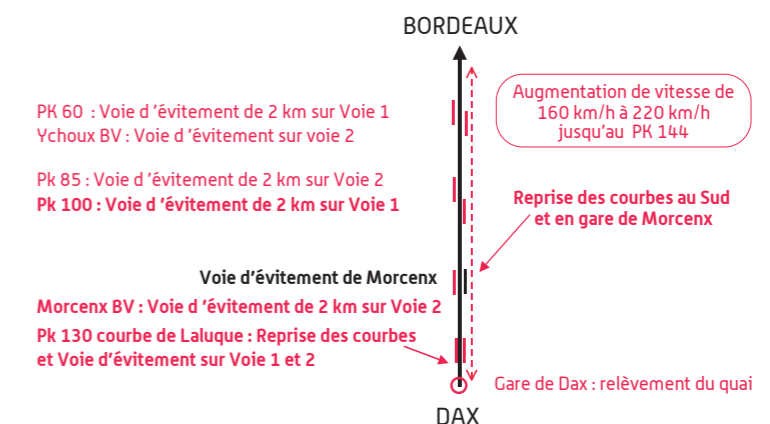 BORDEAUX
PK 60 : Voie d ’évitement de 2 km sur Voie 1
Ychoux BV : Voie d ’évitement sur voie 2
Augmentation de vitesse de
160 km/h à 220 km/h
jusqu'au PK 144
Pk 85 : Voie d ’évitement de 2 km sur Voie 2
Pk 100 : Voie d ’évitement de 2 km sur Voie 1
Reprise des courbes au Sud
et en gare de Morcenx
Voie d’évitement de Morcenx
Morcenx BV : Voie d ’évitement de 2 km sur Voie 2
Pk 130 courbe de Laluque : Reprise des courbes
et Voie d’évitement sur Voie 1 et 2
Gare de Dax : relèvement du quai
DAX